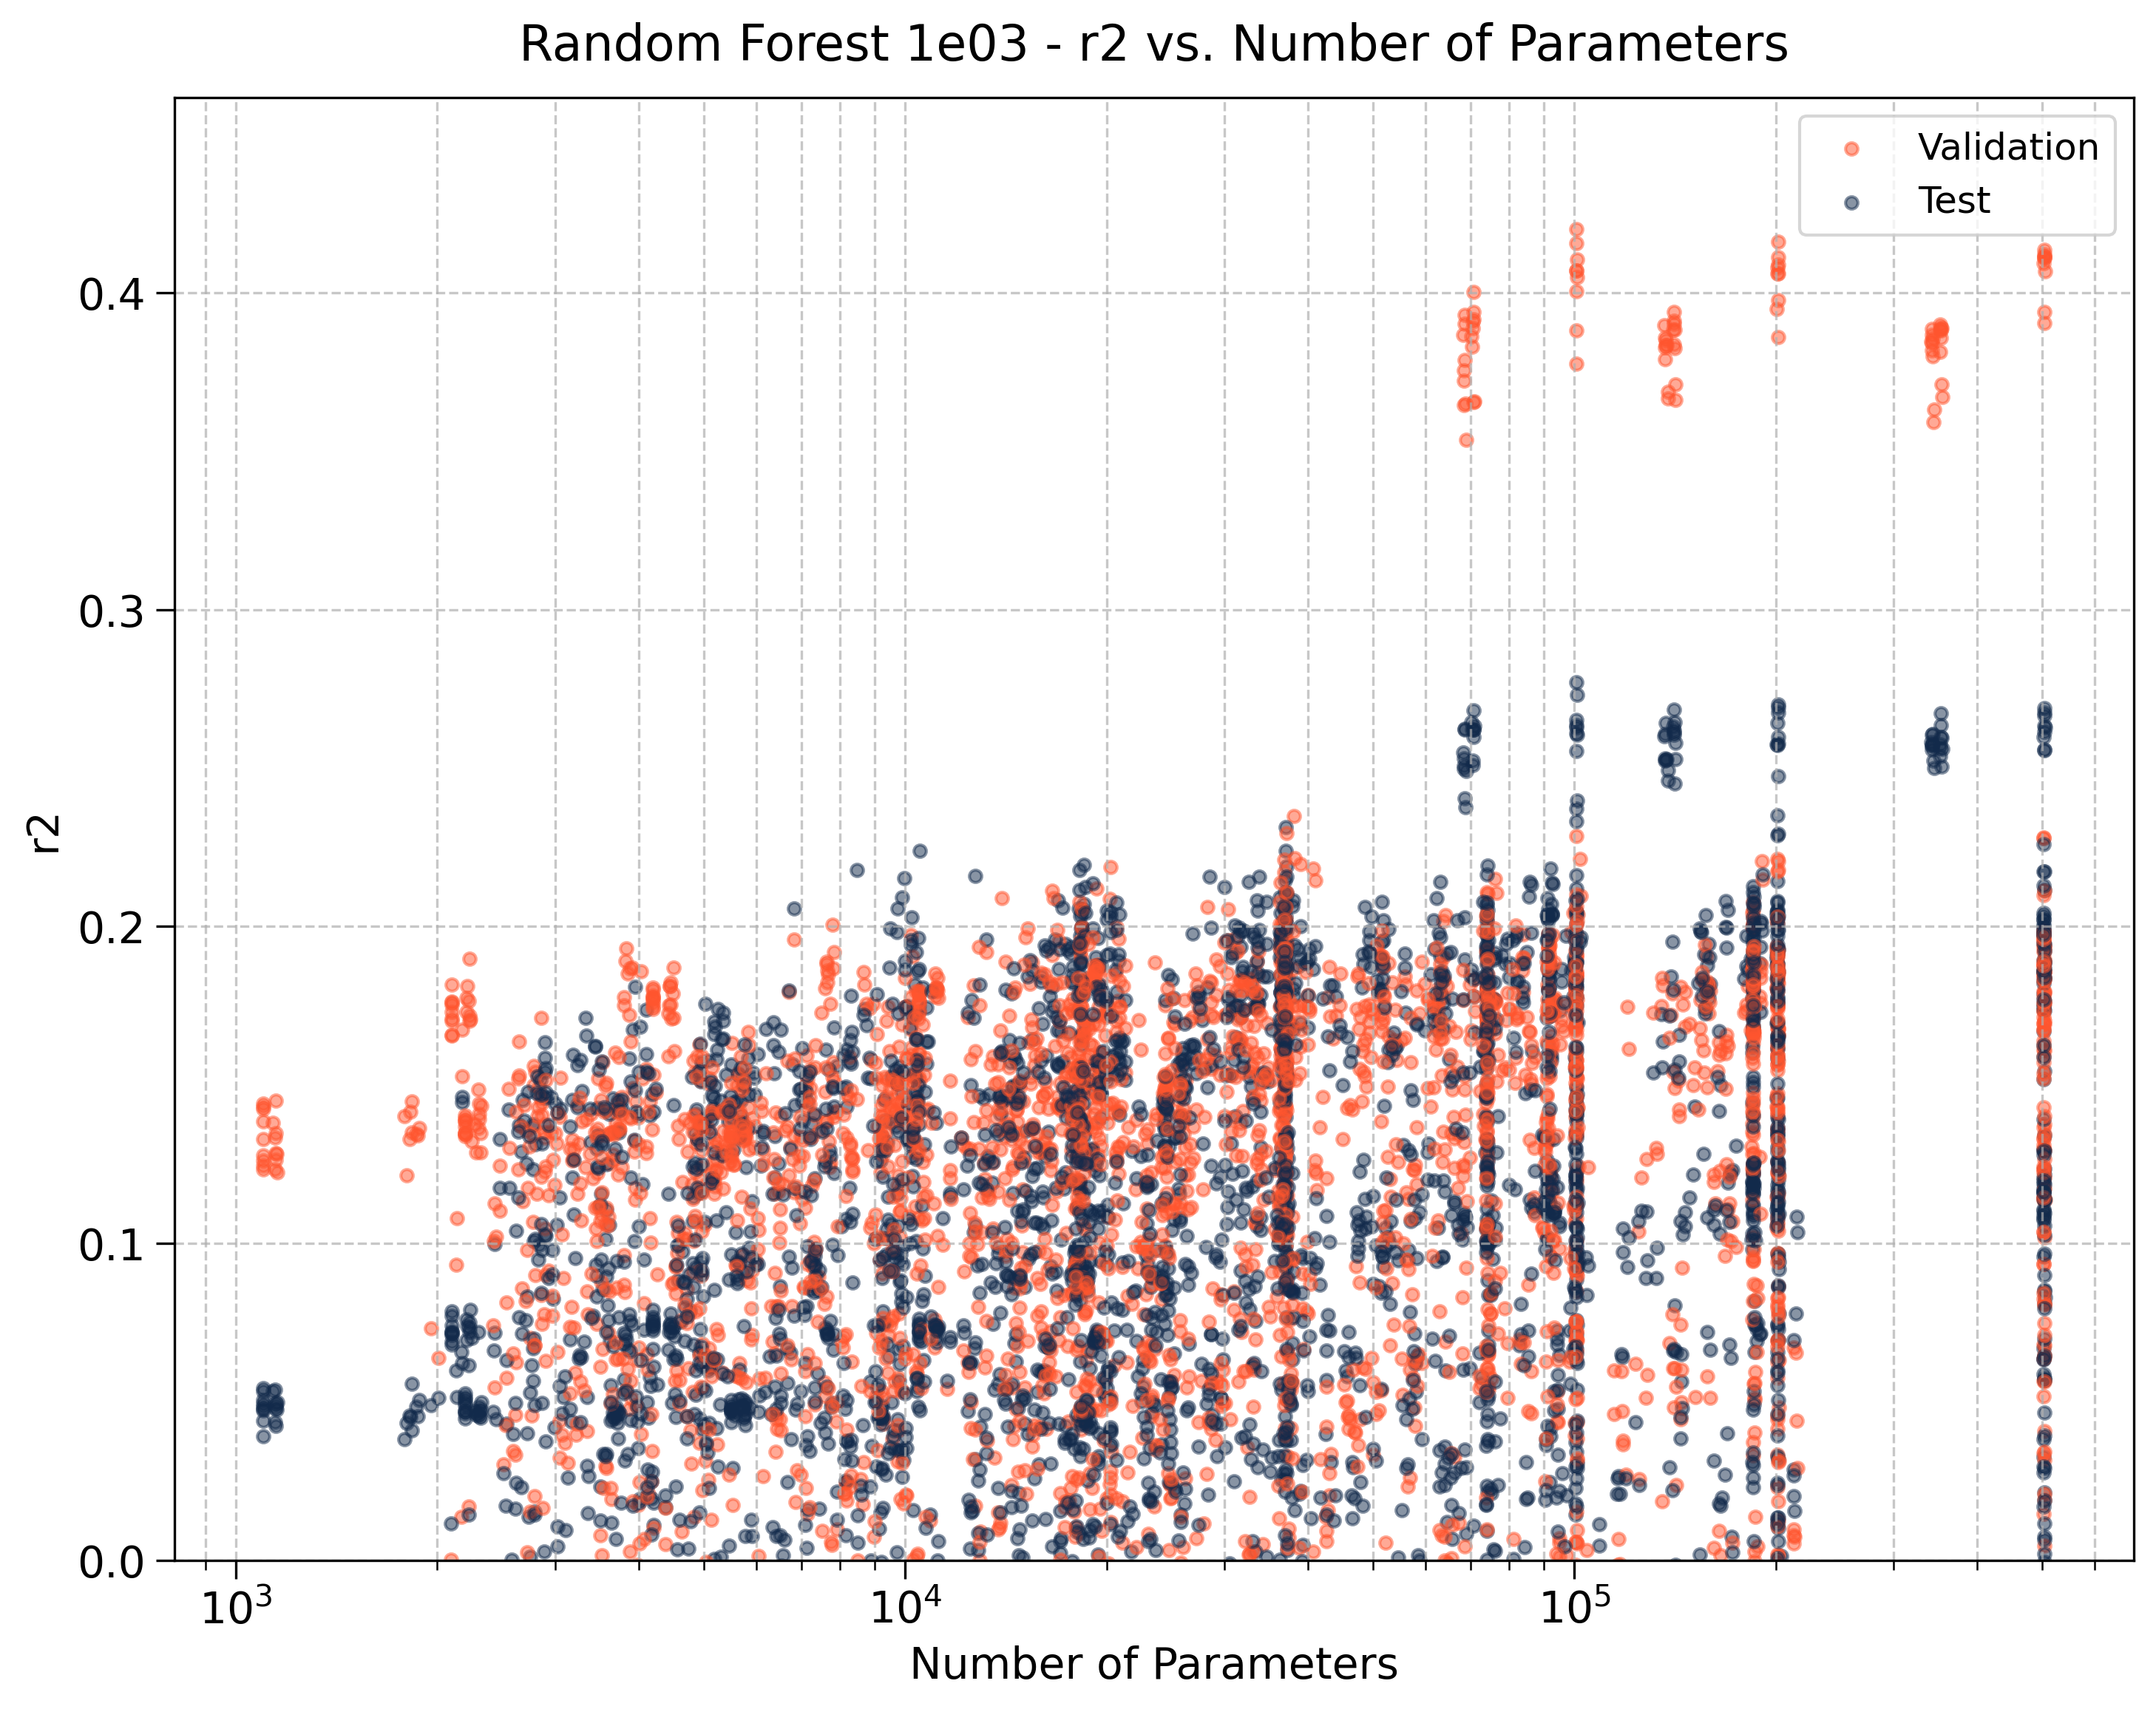 Random Forest 1e03 - r2 vs. Number of Parameters
Validation
Test
0.4
0.3
0.2
0.1
0.0
r2
10³
10⁴
10⁵
Number of Parameters